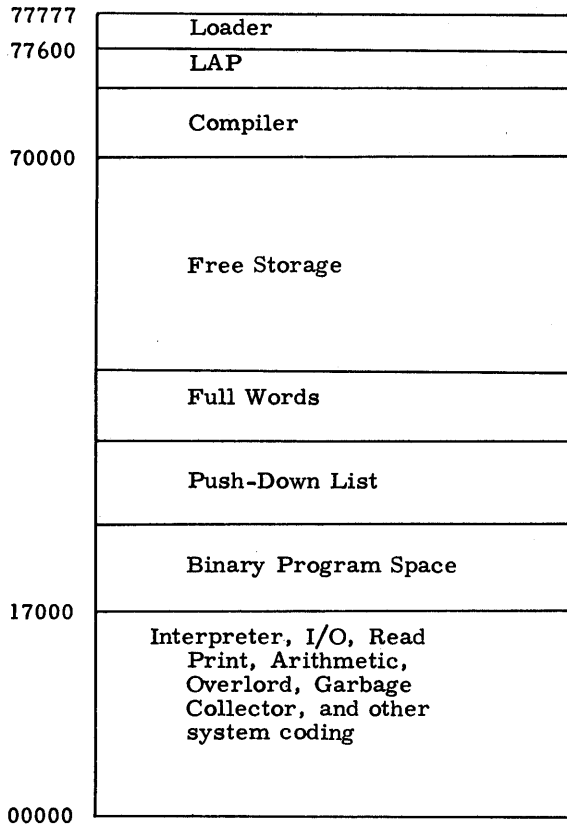 77777
Loader
77600
LAP
Compiler
70000
Free Storage
Full Words
Push-Down List
Binary Program Space
17000
Interpreter, I/O, Read
Print, Arithmetic,
Overlord, Garbage
Collector, and other
system coding
00000